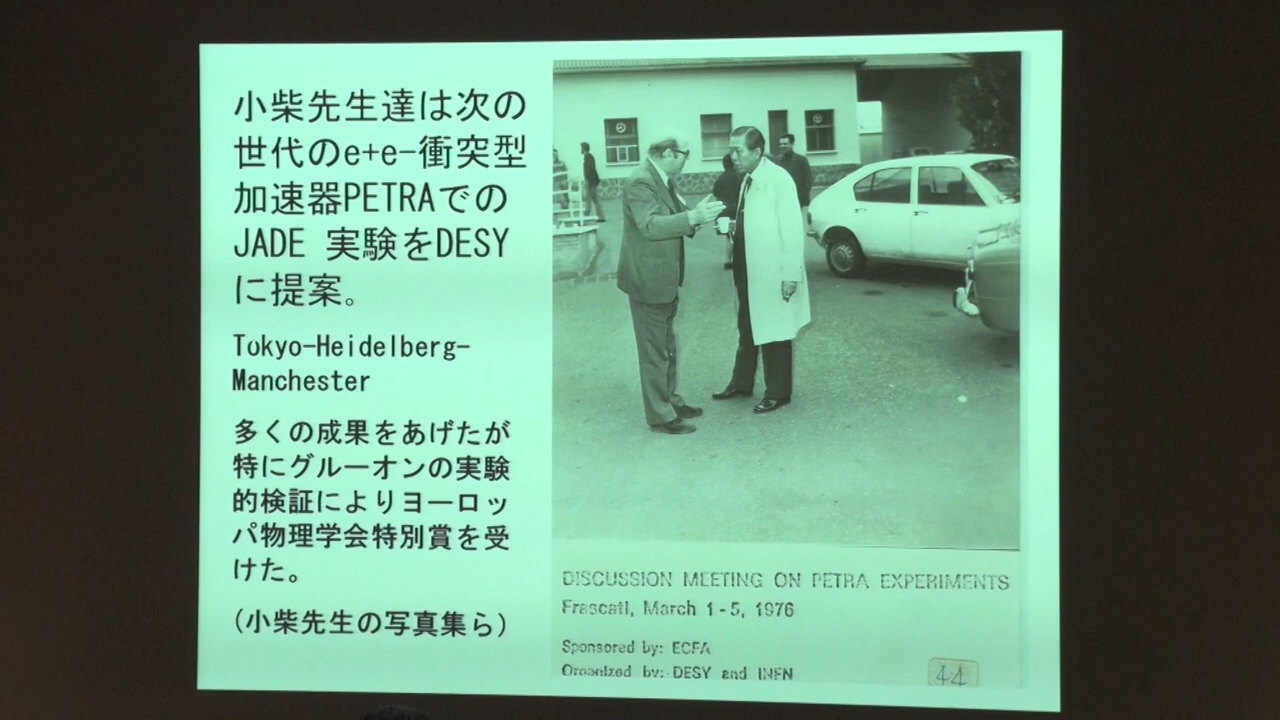 小柴先生達は次の
世代のe+e-衝突型
加速器PETRAでの
JADE 実験をDESY
に提案。
Tokyo-Heidelberg-
Manchester
多くの成果をあげたが
特にグルーオンの実験
的検証によりヨーロッ
パ物理学会特別賞を受
けた。
(小柴先生の写真集ら)
DISCUSSION MEETING ON PETRA EXPERIMENTS
Frascati, March 1-5, 1976
Sponsored by: ECFA
Organized by: DESY and INFN
44